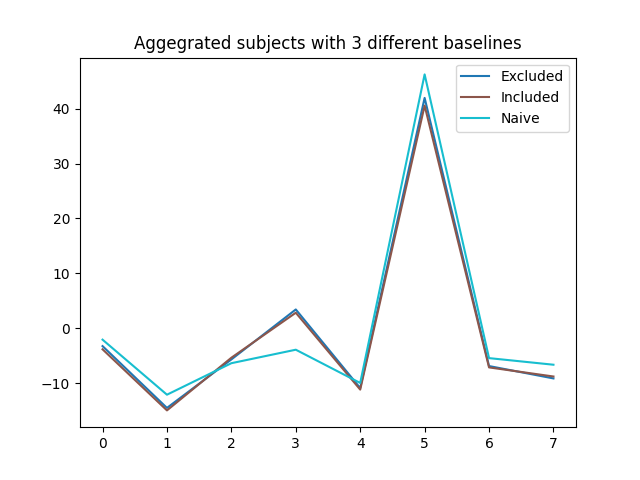 Aggegrated subjects with 3 different baselines
Excluded
Included
Naive
40
30
20
10
0
−10
0 1 2 3 4 5 6 7